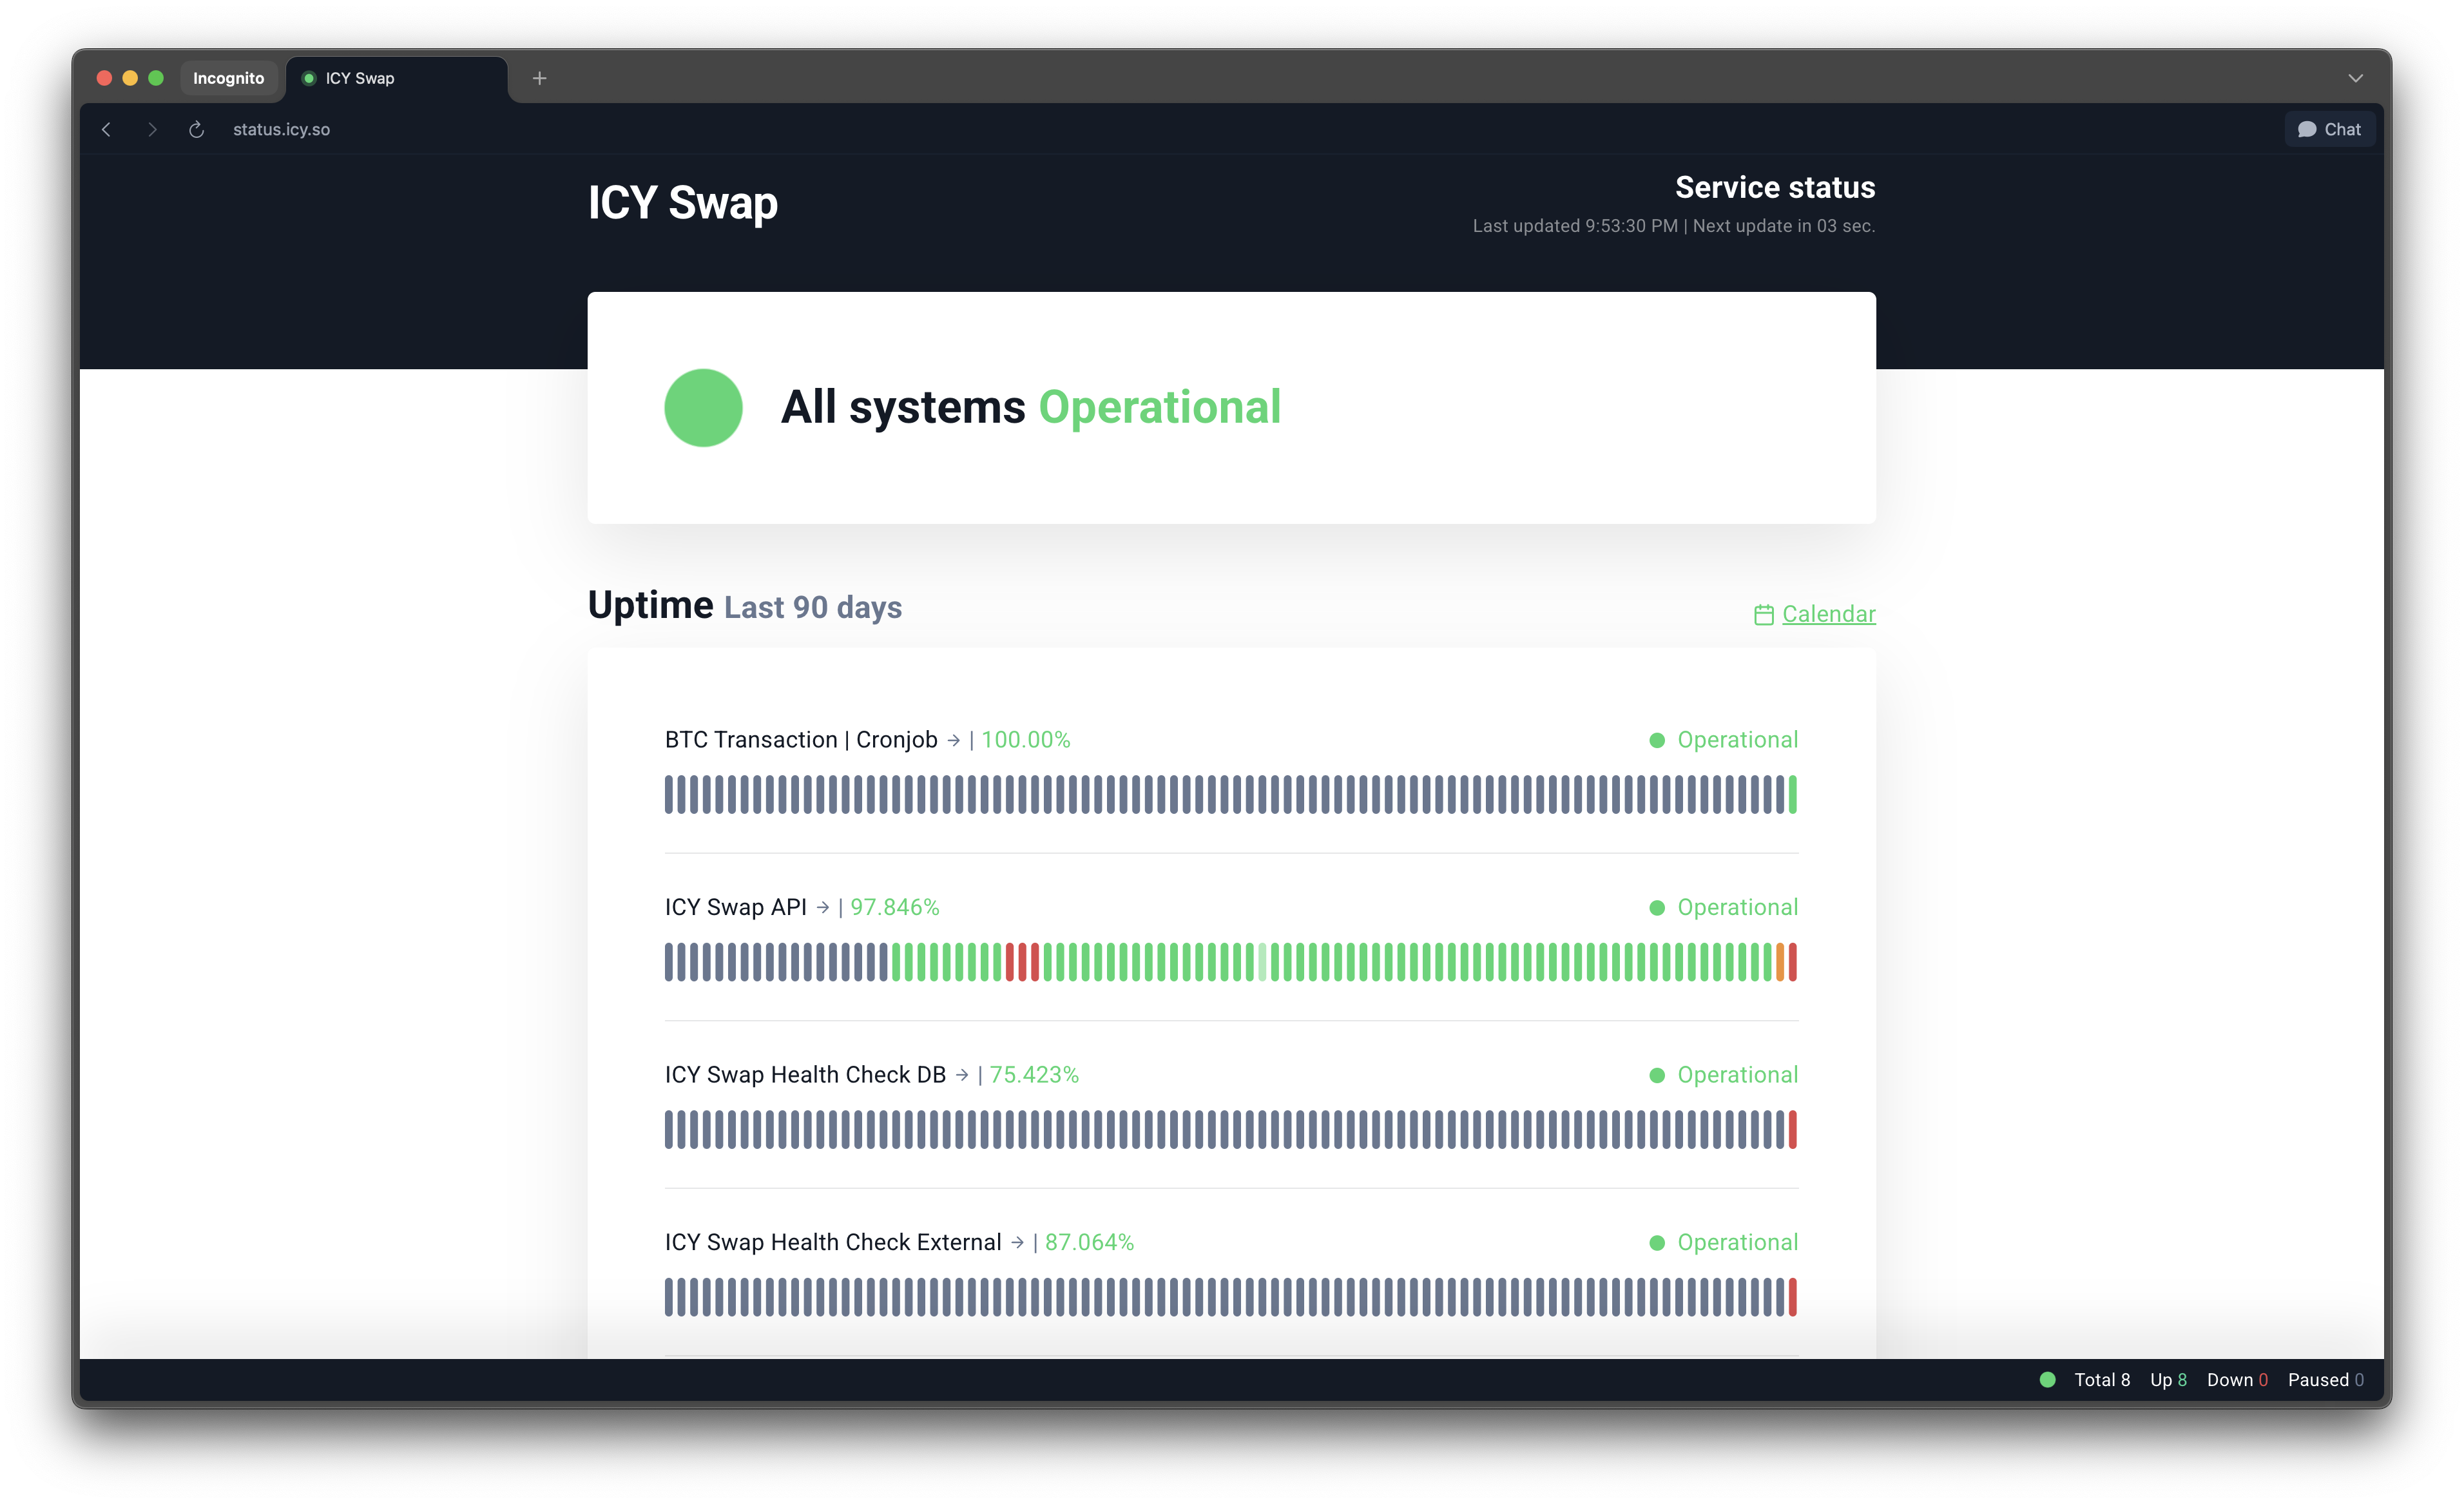 Incognito
ICY Swap
status.icy.so
Chat
ICY Swap
Service status
Last updated 9:53:30 PM | Next update in 03 sec.
All systems Operational
Uptime Last 90 days
Calendar
BTC Transaction | Cronjob → | 100.00%
Operational
ICY Swap API → | 97.846%
Operational
ICY Swap Health Check DB → | 75.423%
Operational
ICY Swap Health Check External → | 87.064%
Operational
Total 8 Up 8 Down 0 Paused 0